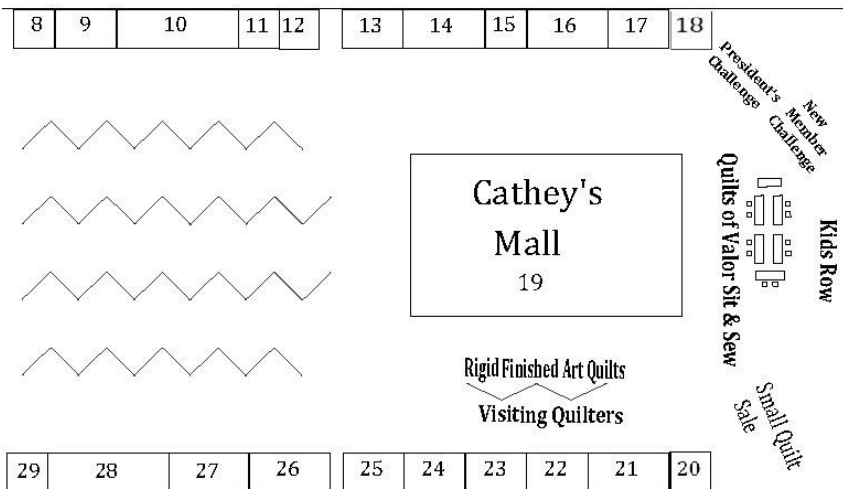 8 9 10 11 12 13 14 15 16 17 18
President's
Challenge
New
Member
Challenge
Cathey's
Mall
19
Quilts of Valor Sit & Sew
Kids Row
Rigid Finished Art Quilts
Visiting Quilters
Small Quilt
Sale
29 28 27 26 25 24 23 22 21 20